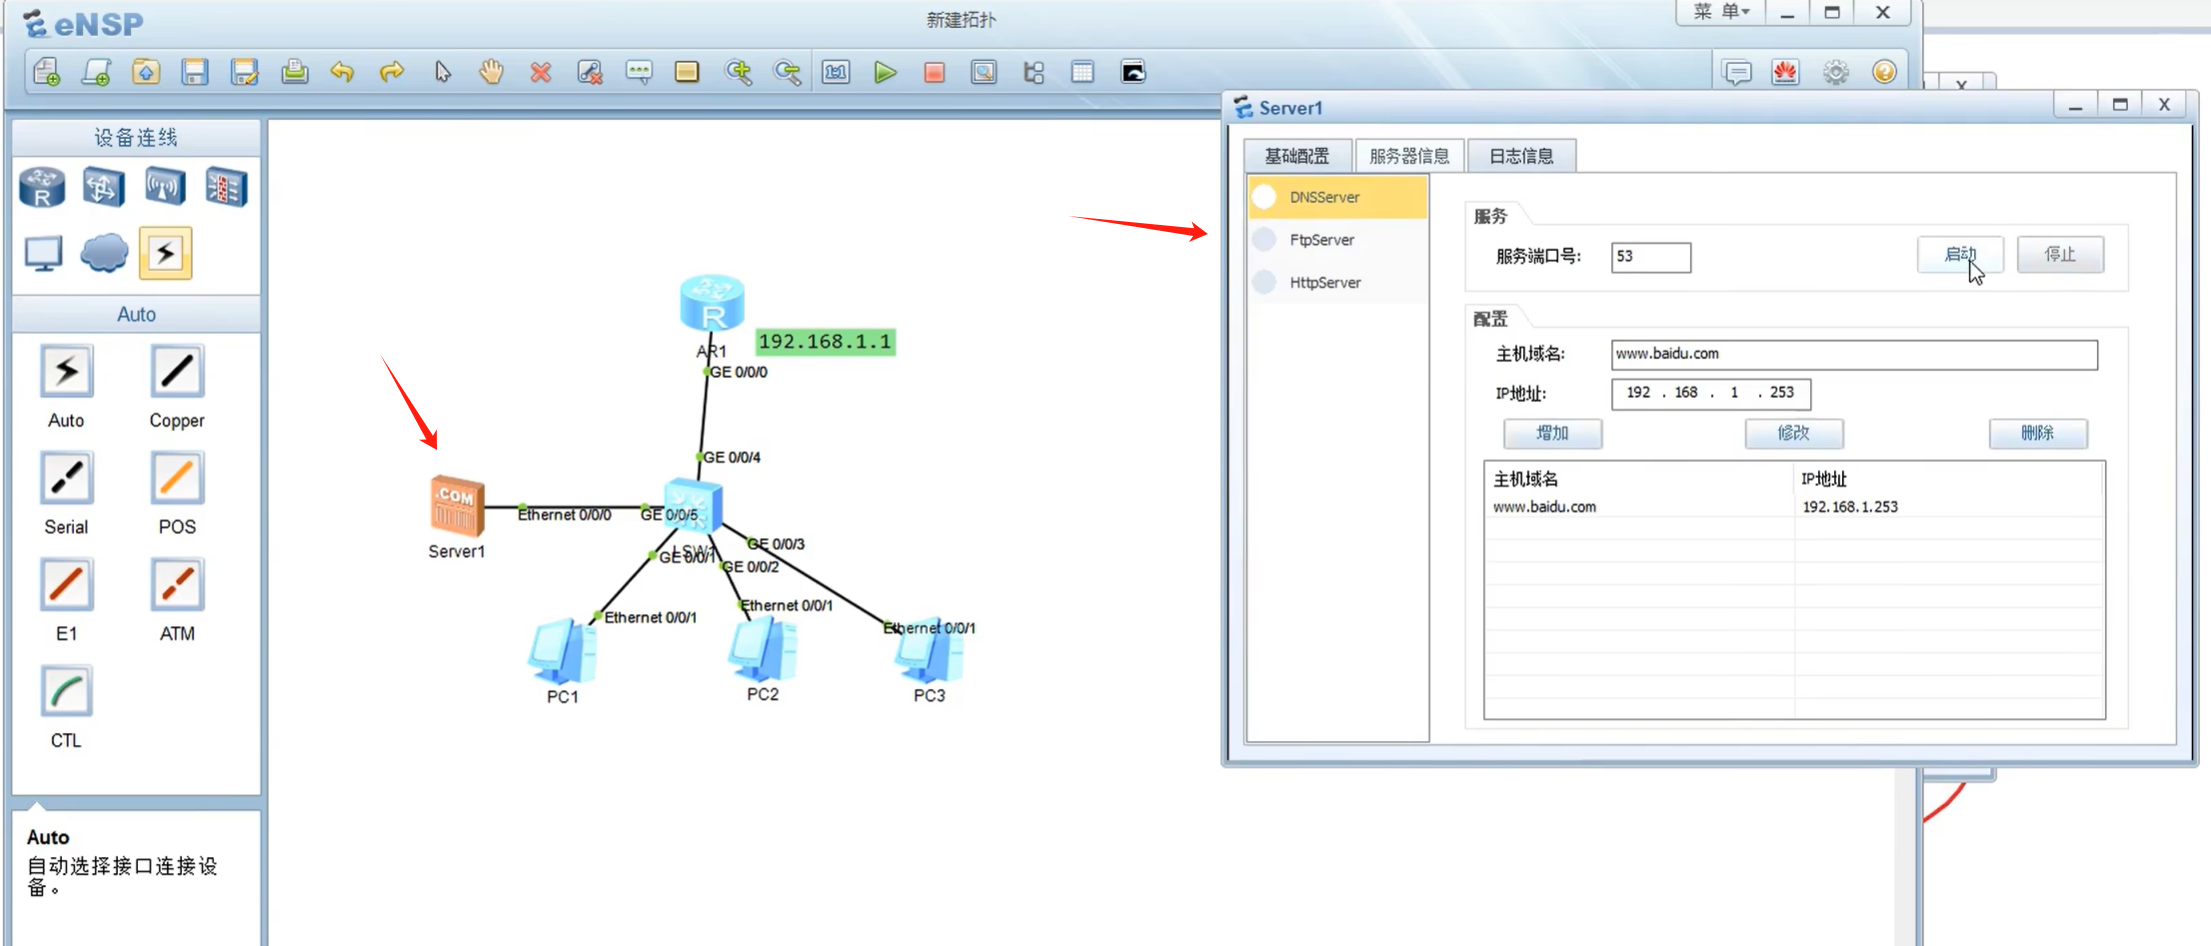 eNSP
新建拓扑
菜 单
设备连线
Auto
Auto
Copper
Serial
POS
E1
ATM
CTL
Auto
自动选择接口连接设
备。
192.168.1.1
AR1
GE 0/0/0
GE 0/0/4
.COM
Ethernet 0/0/0
GE 0/0/5
Server1
LSW1
GE 0/0/3
GE 0/0/1
GE 0/0/2
Ethernet 0/0/1
Ethernet 0/0/1
Ethernet 0/0/1
PC1
PC2
PC3
Server1
基础配置
服务器信息
日志信息
DNSServer
FtpServer
HttpServer
服务
服务端口号:
53
启动
停止
配置
主机域名:
www.baidu.com
IP地址:
192 . 168 . 1 . 253
增加
修改
删除
主机域名
IP地址
www.baidu.com
192.168.1.253